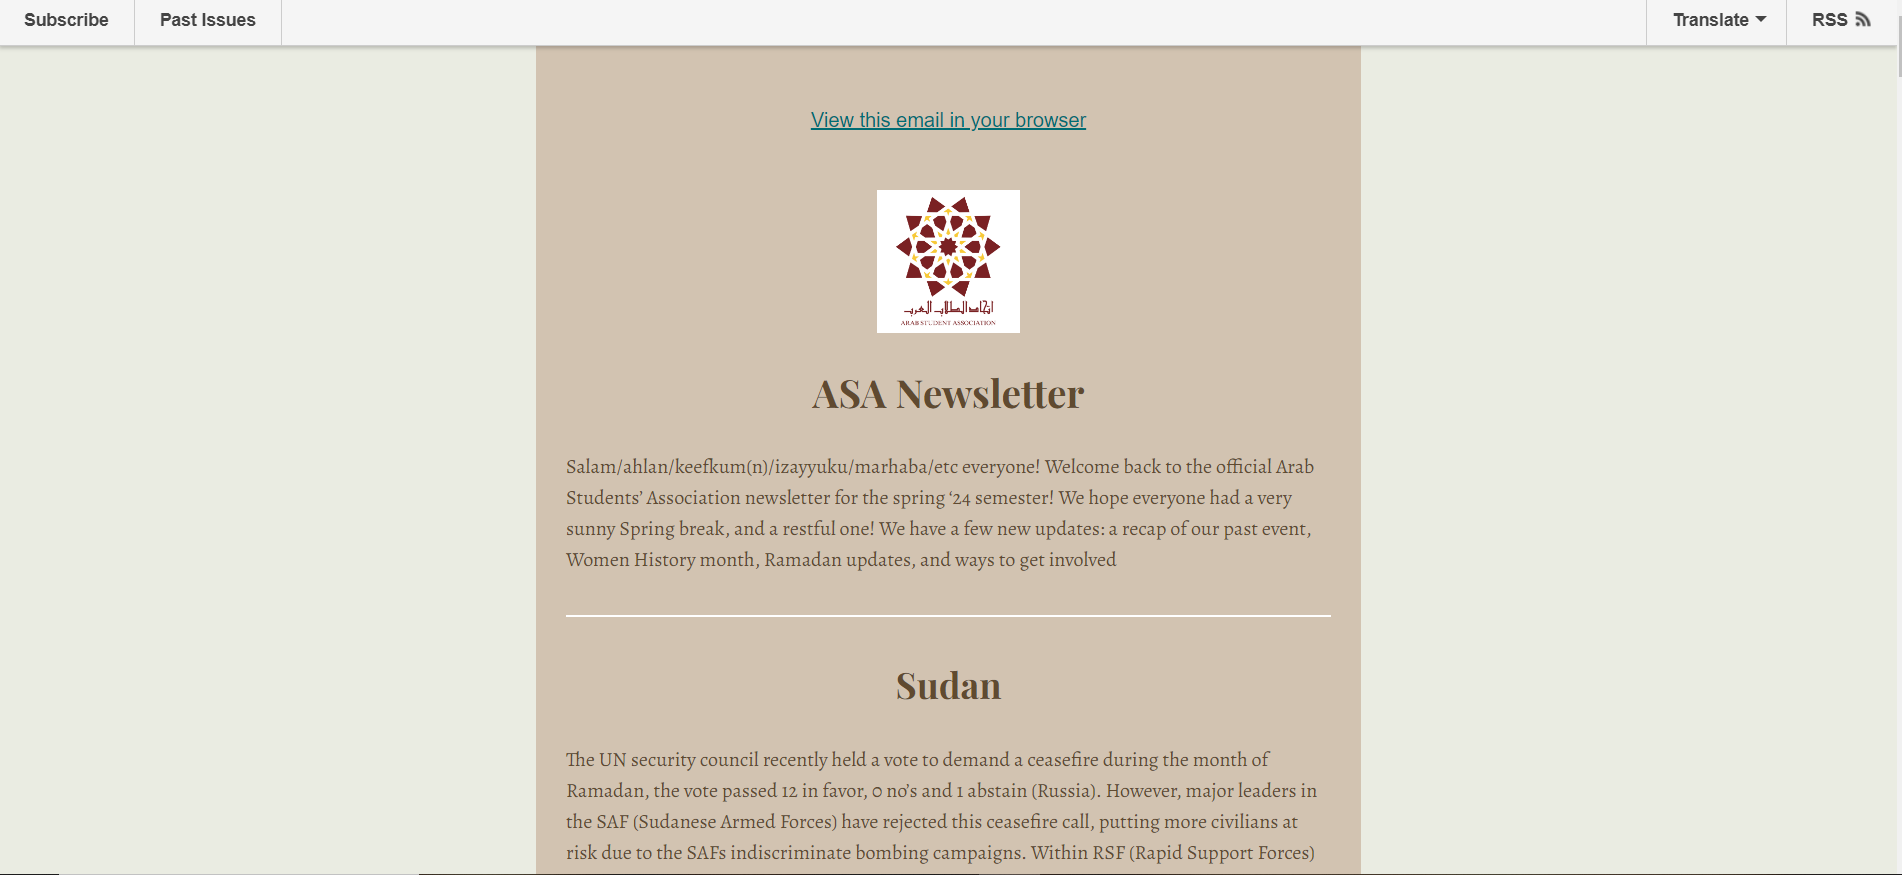 Subscribe
Past Issues
Translate
RSS
View this email in your browser
اتحاد الطلاب العرب
ARAB STUDENT ASSOCIATION
ASA Newsletter
Salam/ahlan/keefkum(n)/izayyuku/marhaba/etc everyone! Welcome back to the official Arab
Students’ Association newsletter for the spring ‘24 semester! We hope everyone had a very
sunny Spring break, and a restful one! We have a few new updates: a recap of our past event,
Women History month, Ramadan updates, and ways to get involved
Sudan
The UN security council recently held a vote to demand a ceasefire during the month of
Ramadan, the vote passed 12 in favor, 0 no’s and 1 abstain (Russia). However, major leaders in
the SAF (Sudanese Armed Forces) have rejected this ceasefire call, putting more civilians at
risk due to the SAFs indiscriminate bombing campaigns. Within RSF (Rapid Support Forces)